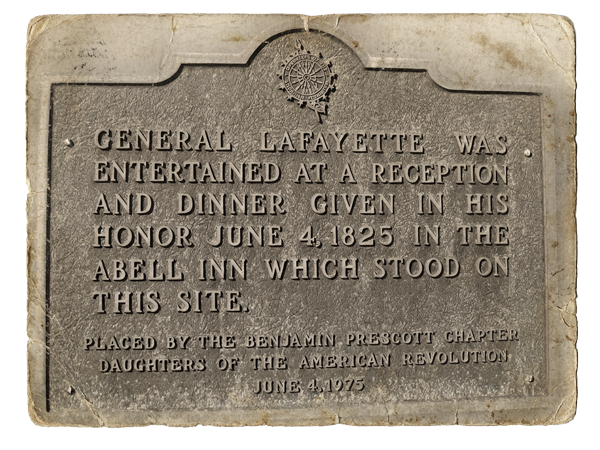 GENERAL LAFAYETTE WAS
ENTERTAINED AT A RECEPTION
AND DINNER GIVEN IN HIS
HONOR JUNE 4, 1825 IN THE
ABELL INN WHICH STOOD ON
THIS SITE.
PLACED BY THE BENJAMIN PRESCOTT CHAPTER
DAUGHTERS OF THE AMERICAN REVOLUTION
JUNE 4, 1975